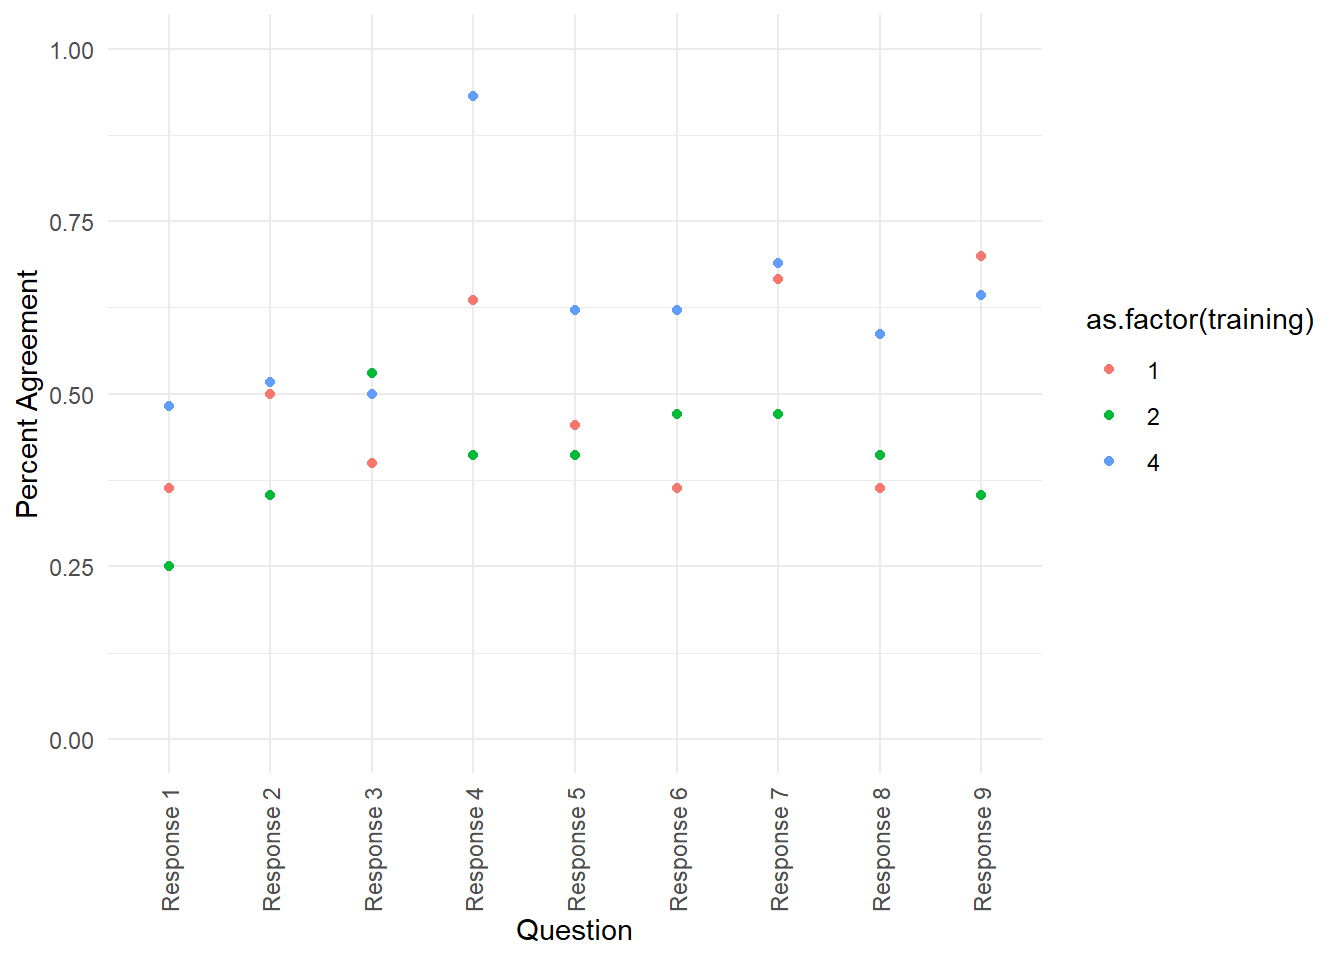 1.00
0.75
0.50
0.25
0.00
Percent Agreement
Response 1
Response 2
Response 3
Response 4
Response 5
Response 6
Response 7
Response 8
Response 9
Question
as.factor(training)
1
2
4